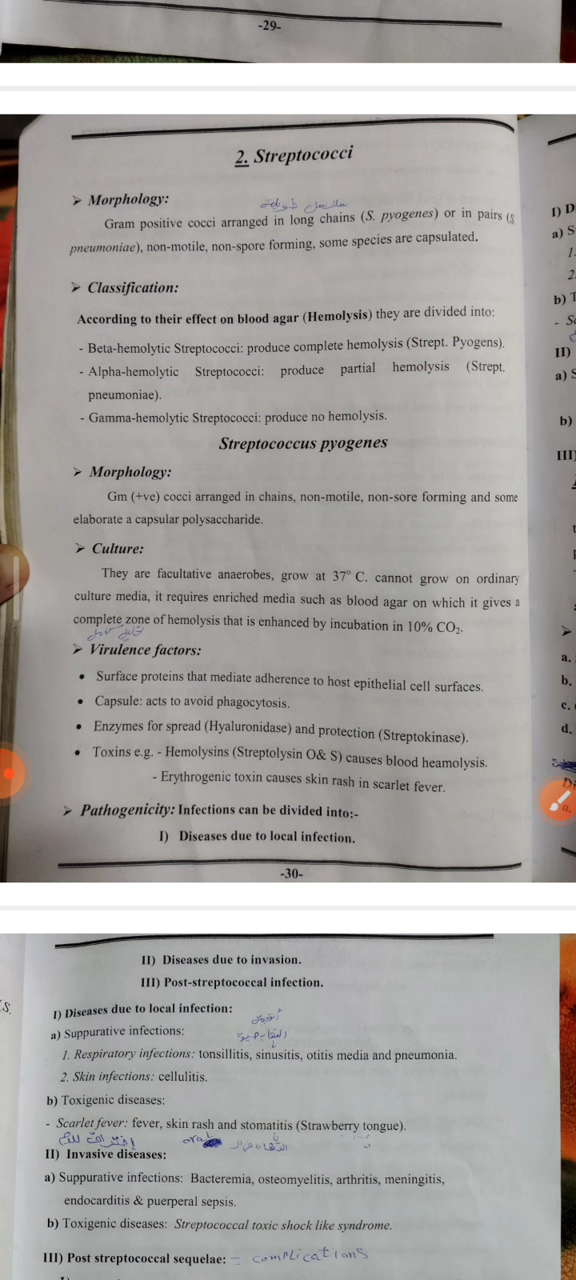 -29-
2. Streptococci
➤ Morphology:
سلاسل طويلة
Gram positive cocci arranged in long chains (S. pyogenes) or in pairs (S
pneumoniae), non-motile, non-spore forming, some species are capsulated.
➤ Classification:
According to their effect on blood agar (Hemolysis) they are divided into:
- Beta-hemolytic Streptococci: produce complete hemolysis (Strept. Pyogens).
- Alpha-hemolytic Streptococci: produce partial hemolysis (Strept.
pneumoniae).
- Gamma-hemolytic Streptococci: produce no hemolysis.
Streptococcus pyogenes
➤ Morphology:
Gm (+ve) cocci arranged in chains, non-motile, non-sore forming and some
elaborate a capsular polysaccharide.
➤ Culture:
They are facultative anaerobes, grow at 37° C. cannot grow on ordinary
culture media, it requires enriched media such as blood agar on which it gives a
complete zone of hemolysis that is enhanced by incubation in 10% CO₂.
➤ Virulence factors:
• Surface proteins that mediate adherence to host epithelial cell surfaces.
• Capsule: acts to avoid phagocytosis.
• Enzymes for spread (Hyaluronidase) and protection (Streptokinase).
• Toxins e.g. - Hemolysins (Streptolysin O& S) causes blood heamolysis.
- Erythrogenic toxin causes skin rash in scarlet fever.
➤ Pathogenicity: Infections can be divided into:-
I) Diseases due to local infection.
-30-
I) D
a) S
1.
2.
b) T
- Sc
II)
a) S
b)
III)
a.
b.
c.
d.
a.
II) Diseases due to invasion.
III) Post-streptococcal infection.
I) Diseases due to local infection:
a) Suppurative infections:
1. Respiratory infections: tonsillitis, sinusitis, otitis media and pneumonia.
2. Skin infections: cellulitis.
b) Toxigenic diseases:
- Scarlet fever: fever, skin rash and stomatitis (Strawberry tongue).
oral
II) Invasive diseases:
a) Suppurative infections: Bacteremia, osteomyelitis, arthritis, meningitis,
endocarditis & puerperal sepsis.
b) Toxigenic diseases: Streptococcal toxic shock like syndrome.
III) Post streptococcal sequelae: = complications